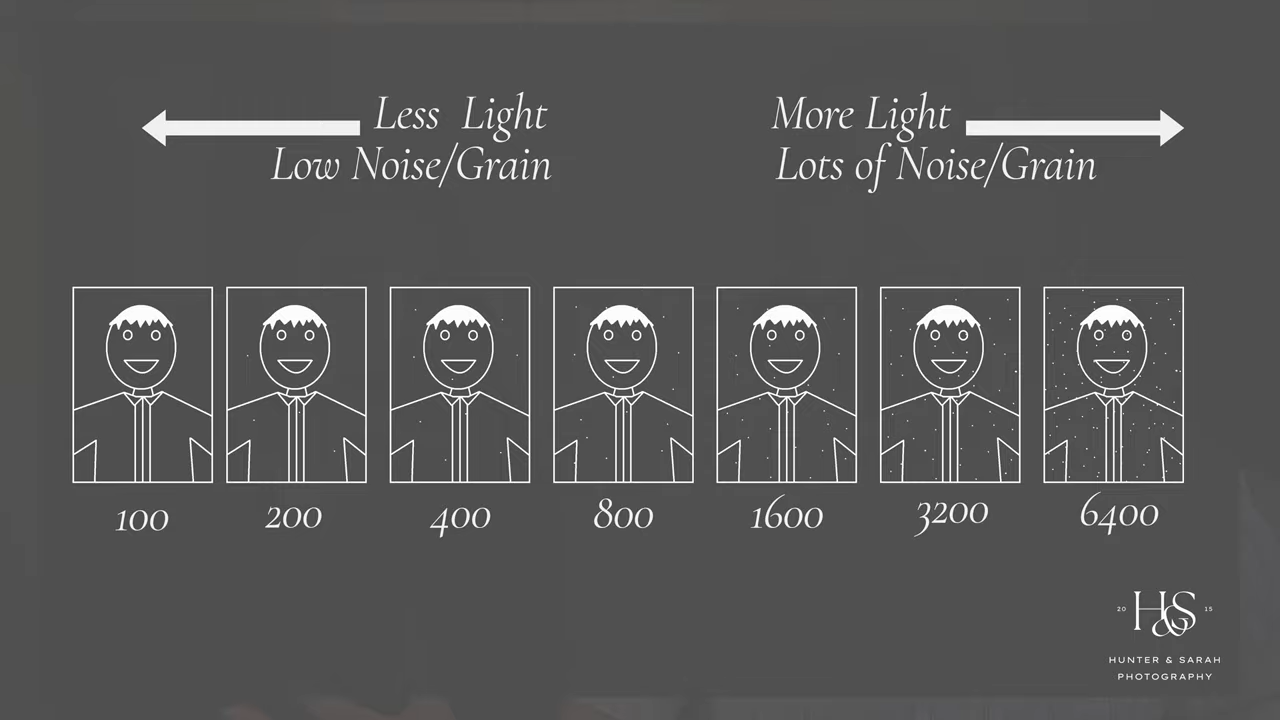 Less Light
Low Noise/Grain
More Light
Lots of Noise/Grain
100
200
400
800
1600
3200
6400
20 H&S 15
HUNTER & SARAH
PHOTOGRAPHY